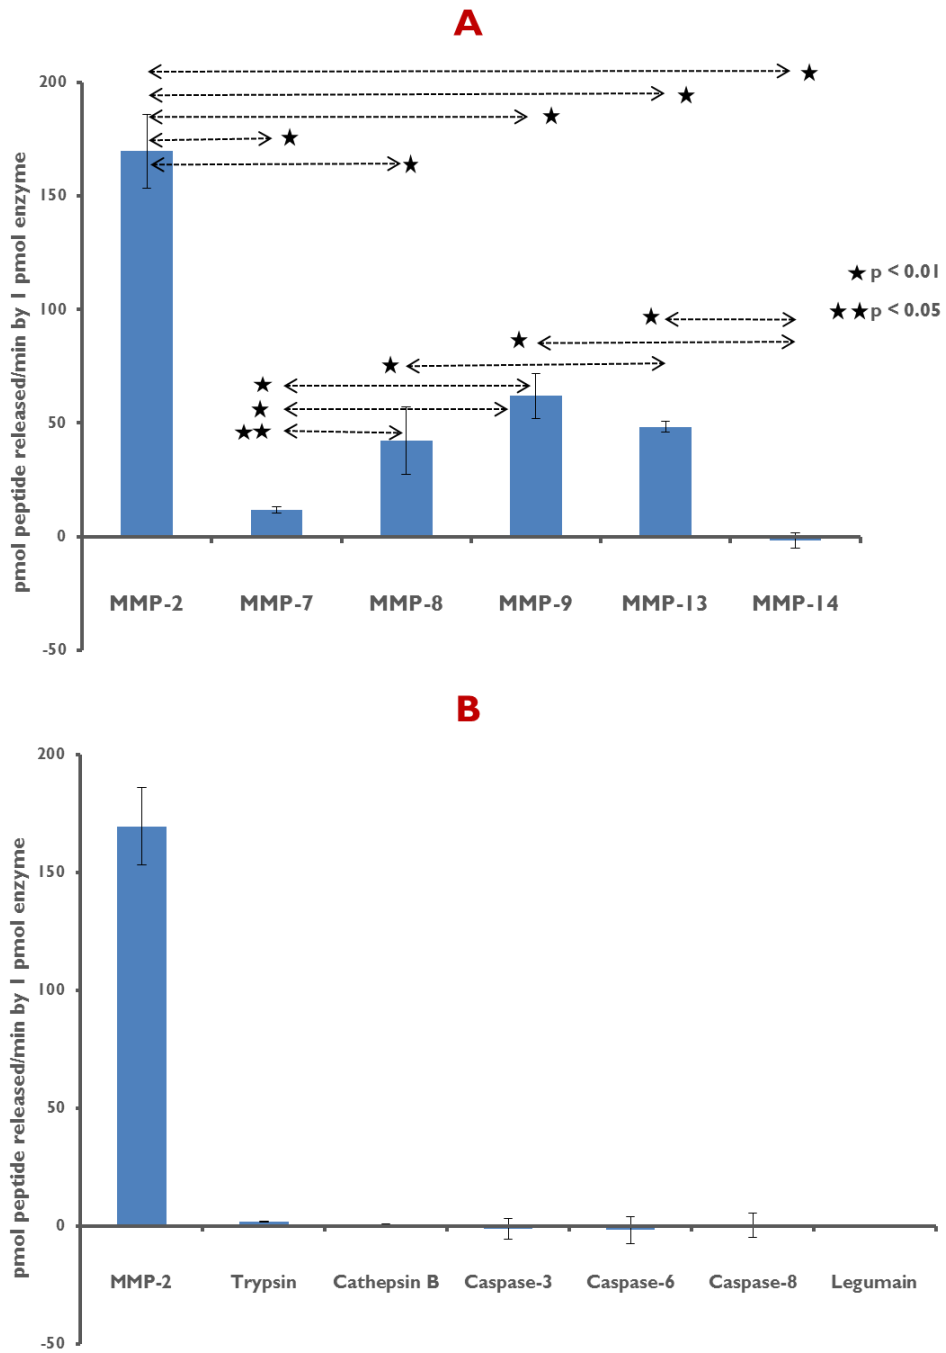 A
pmol peptide released/min by 1 pmol enzyme
200
150
100
50
0
-50
★
★
★
★
★
★ p < 0.01
★★ p < 0.05
★
★
★
★
★
★★
MMP-2 MMP-7 MMP-8 MMP-9 MMP-13 MMP-14
B
pmol peptide released/min by 1 pmol enzyme
200
150
100
50
0
-50
MMP-2 Trypsin Cathepsin B Caspase-3 Caspase-6 Caspase-8 Legumain